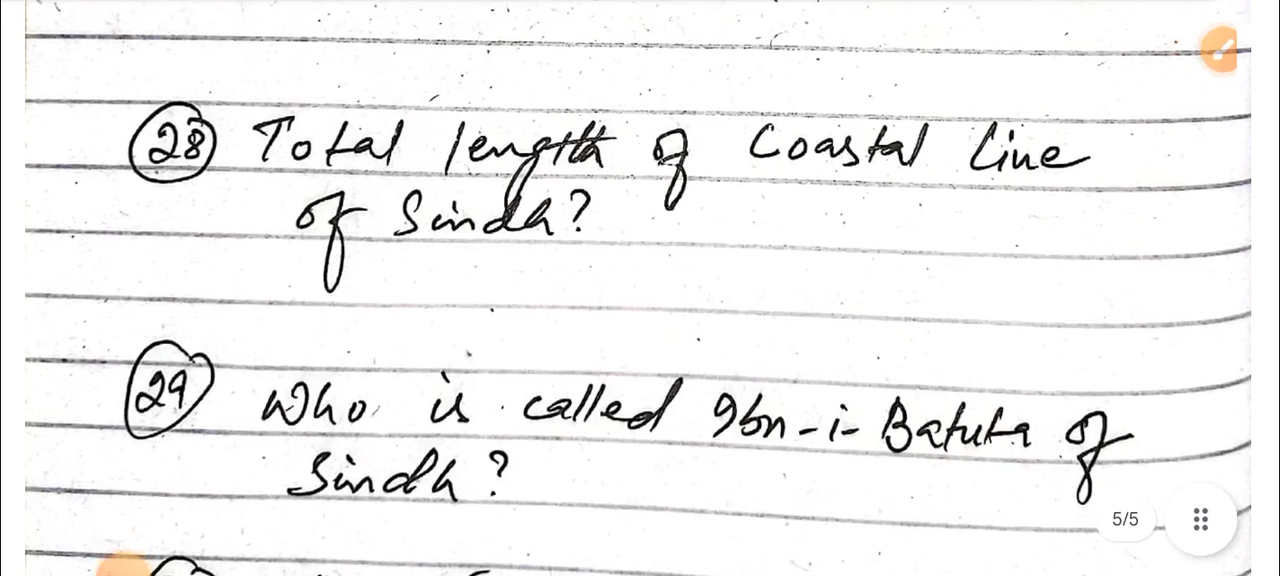 28 Total length of Coastal line
of Sindh?
29 Who is called Ibn-i-Batuta of
Sindh?
5/5